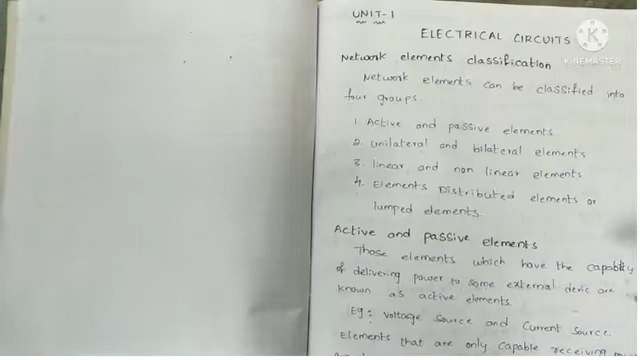 UNIT-1
ELECTRICAL CIRCUITS
KINEMASTER
Network elements classification
Network elements can be classified into
four groups.
1. Active and passive elements
2. Unilateral and bilateral elements
3. linear and non linear elements
4. Elements Distributed elements or
lumped elements.
Active and passive elements
Those elements which have the capability
of delivering power to some external devic are
known as active elements.
Eg: Voltage Source and Current Source.
Elements that are only capable receiving